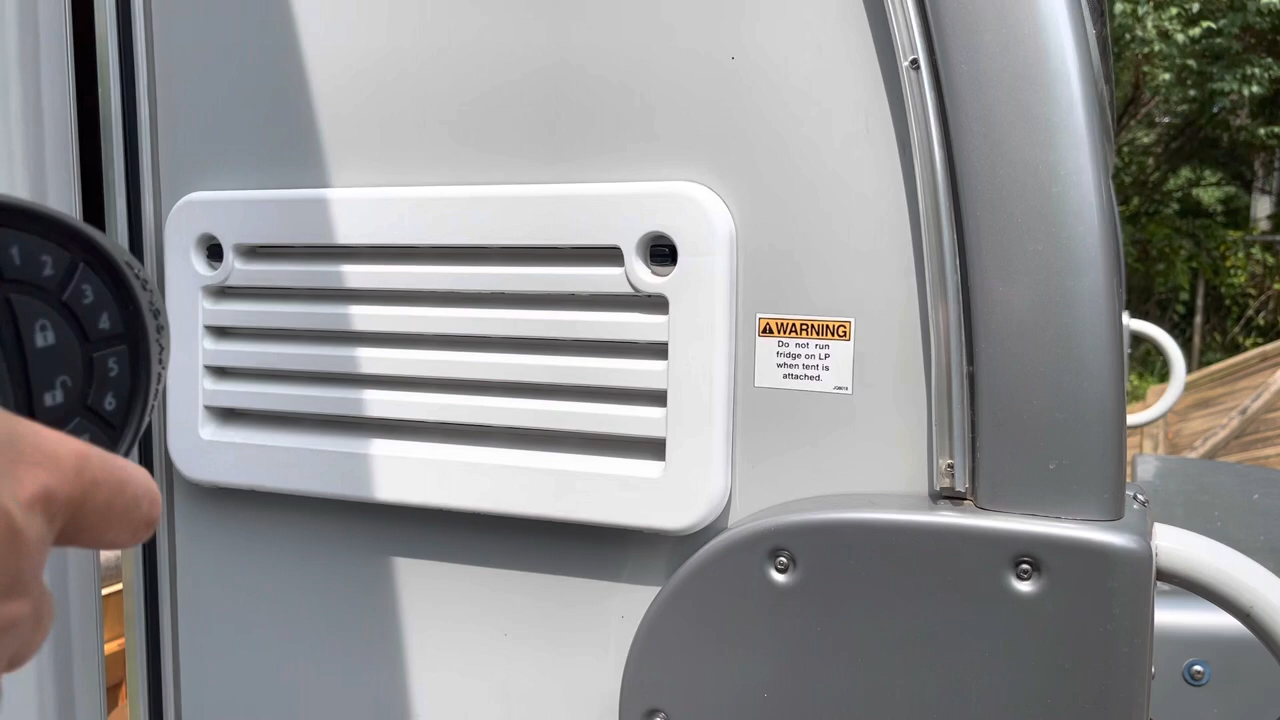 1 2
3
4
5
6
WARNING
Do not run
fridge on LP
when tent is
attached.